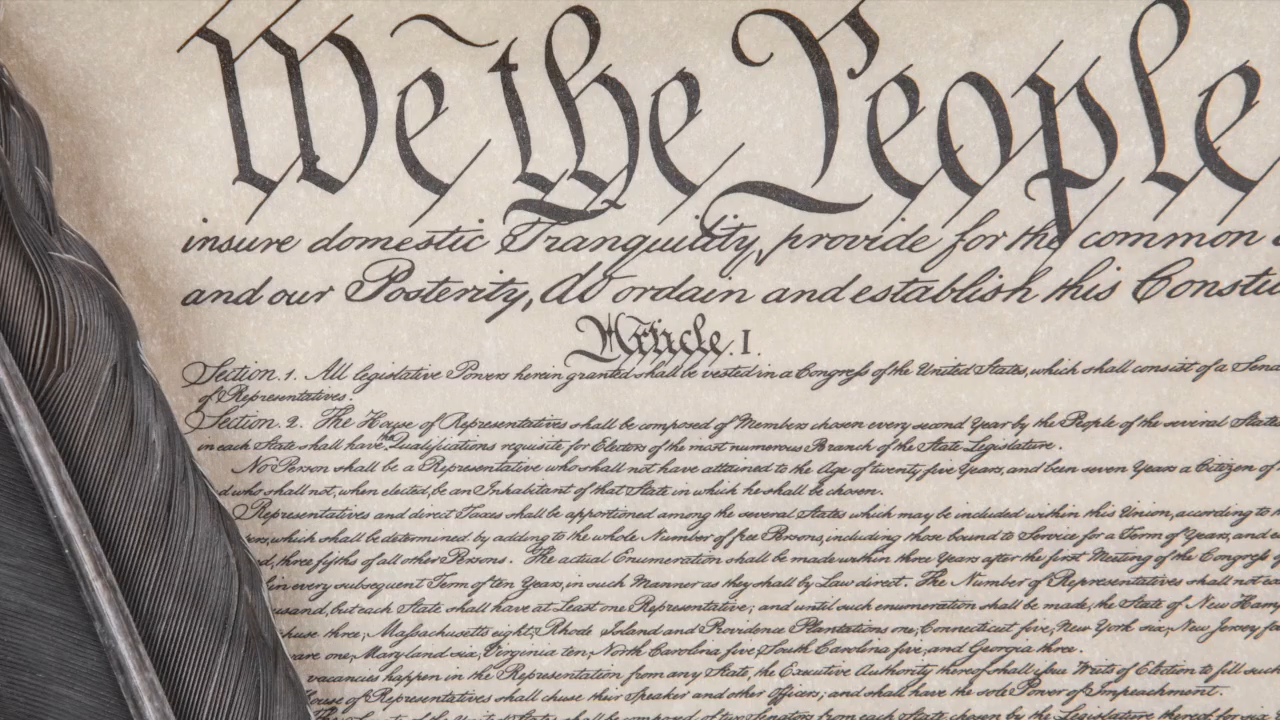 We the People
insure domestic Tranquility, provide for the common
and our Posterity, do ordain and establish this
Article. I.
Section. 1. All legislative Powers herein granted shall be vested in a Congress of the United States, which shall consist of a
of Representatives.
Section. 2. The House of Representatives shall be composed of Members chosen every second Year by the People of the several States
in each State shall have the Qualifications requisite for Electors of the most numerous Branch of the State Legislature.
No Person shall be a Representative who shall not have attained to the Age of twenty five Years, and been seven Years a Citizen of
who shall not, when elected, be an Inhabitant of that State in which he shall be chosen.
Representatives and direct Taxes shall be apportioned among the several States which may be included within this Union, according to
which shall be determined by adding to the whole Number of free Persons, including those bound to Service for a Term of Years, and
three fifths of all other Persons. The actual Enumeration shall be made within three Years after the first Meeting of the Congress
in every subsequent Term of ten Years, in such Manner as they shall by Law direct. The Number of Representatives shall not
but each State shall have at Least one Representative; and until such enumeration shall be made, the State of New
three, Massachusetts eight, Rhode Island and Providence Plantations one, Connecticut five, New York six, New Jersey
one, Maryland six, Virginia ten, North Carolina five, South Carolina five, and Georgia three.
vacancies happen in the Representation from any State, the Executive Authority thereof shall issue Writs of Election to fill such
of Representatives shall chuse their Speaker and other Officers; and shall have the sole Power of Impeachment.